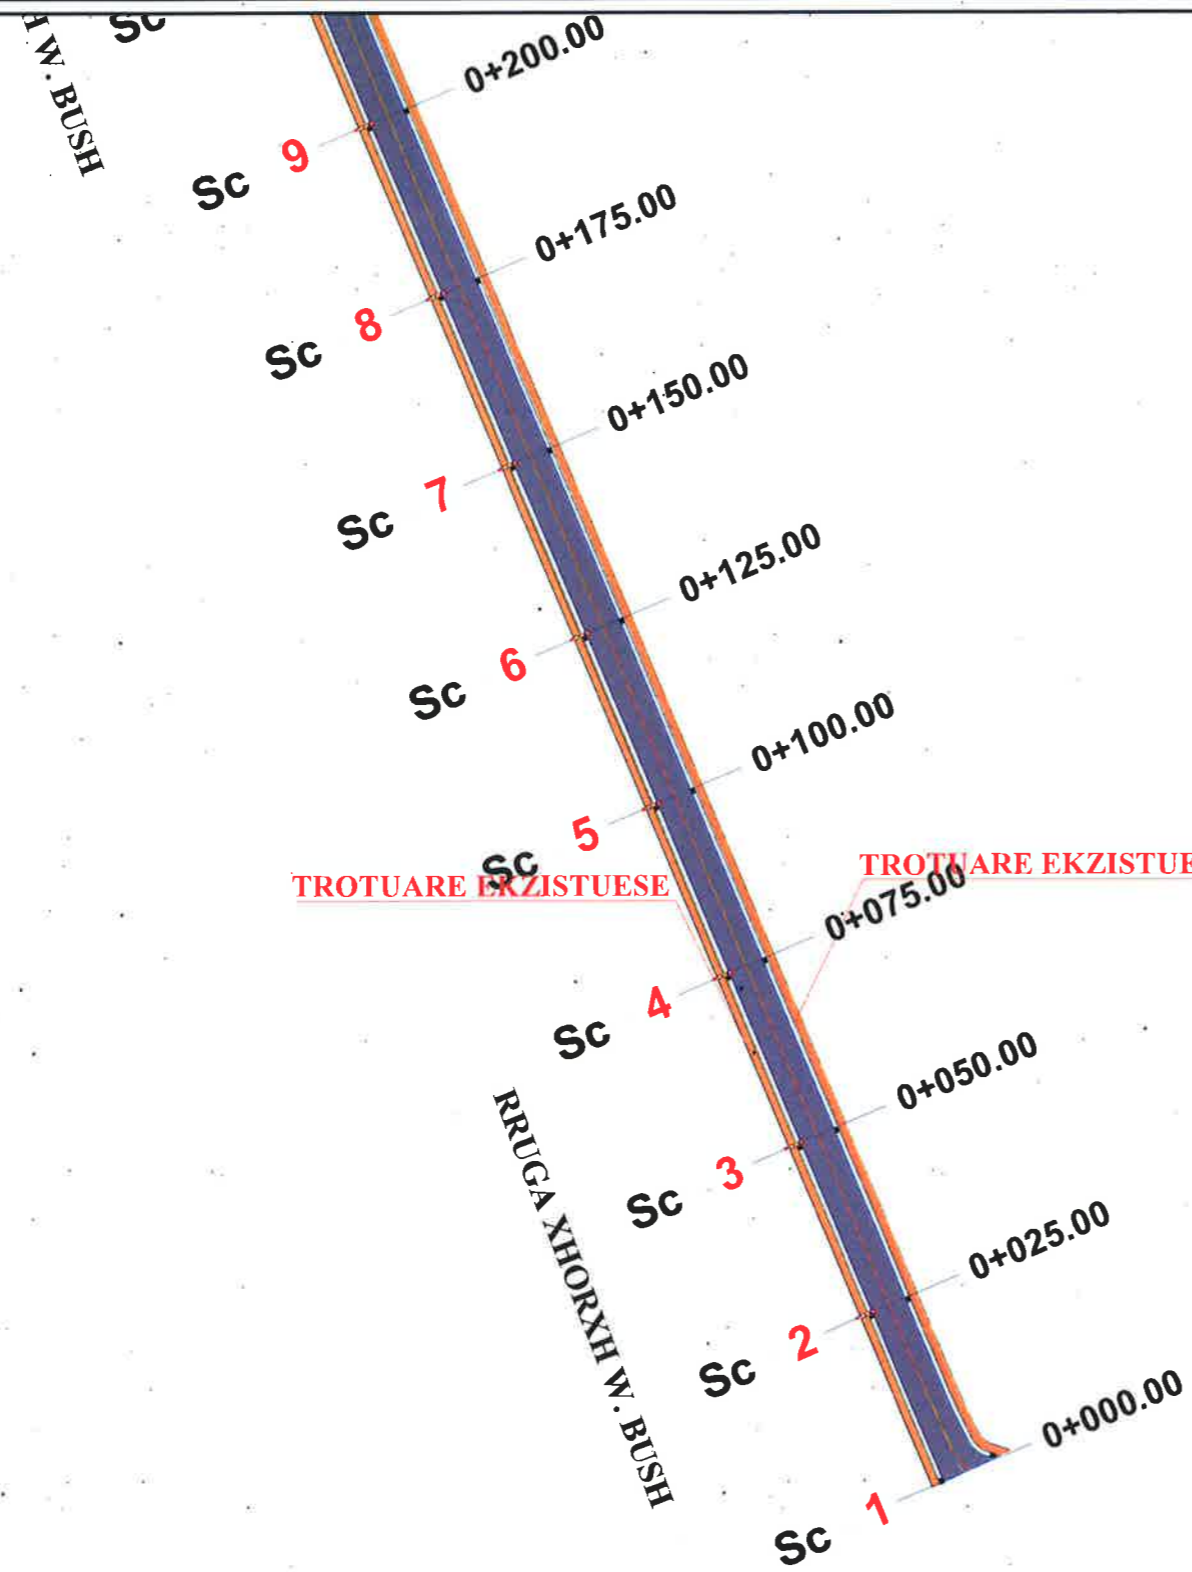 Sc
W. BUSH
0+200.00
Sc 9
0+175.00
Sc 8
0+150.00
Sc 7
0+125.00
Sc 6
0+100.00
Sc 5
TROTUARE EKZISTUESE
TROTUARE EKZISTUE
0+075.00
Sc 4
0+050.00
Sc 3
RRUGA XHORXH W. BUSH
0+025.00
Sc 2
0+000.00
Sc 1